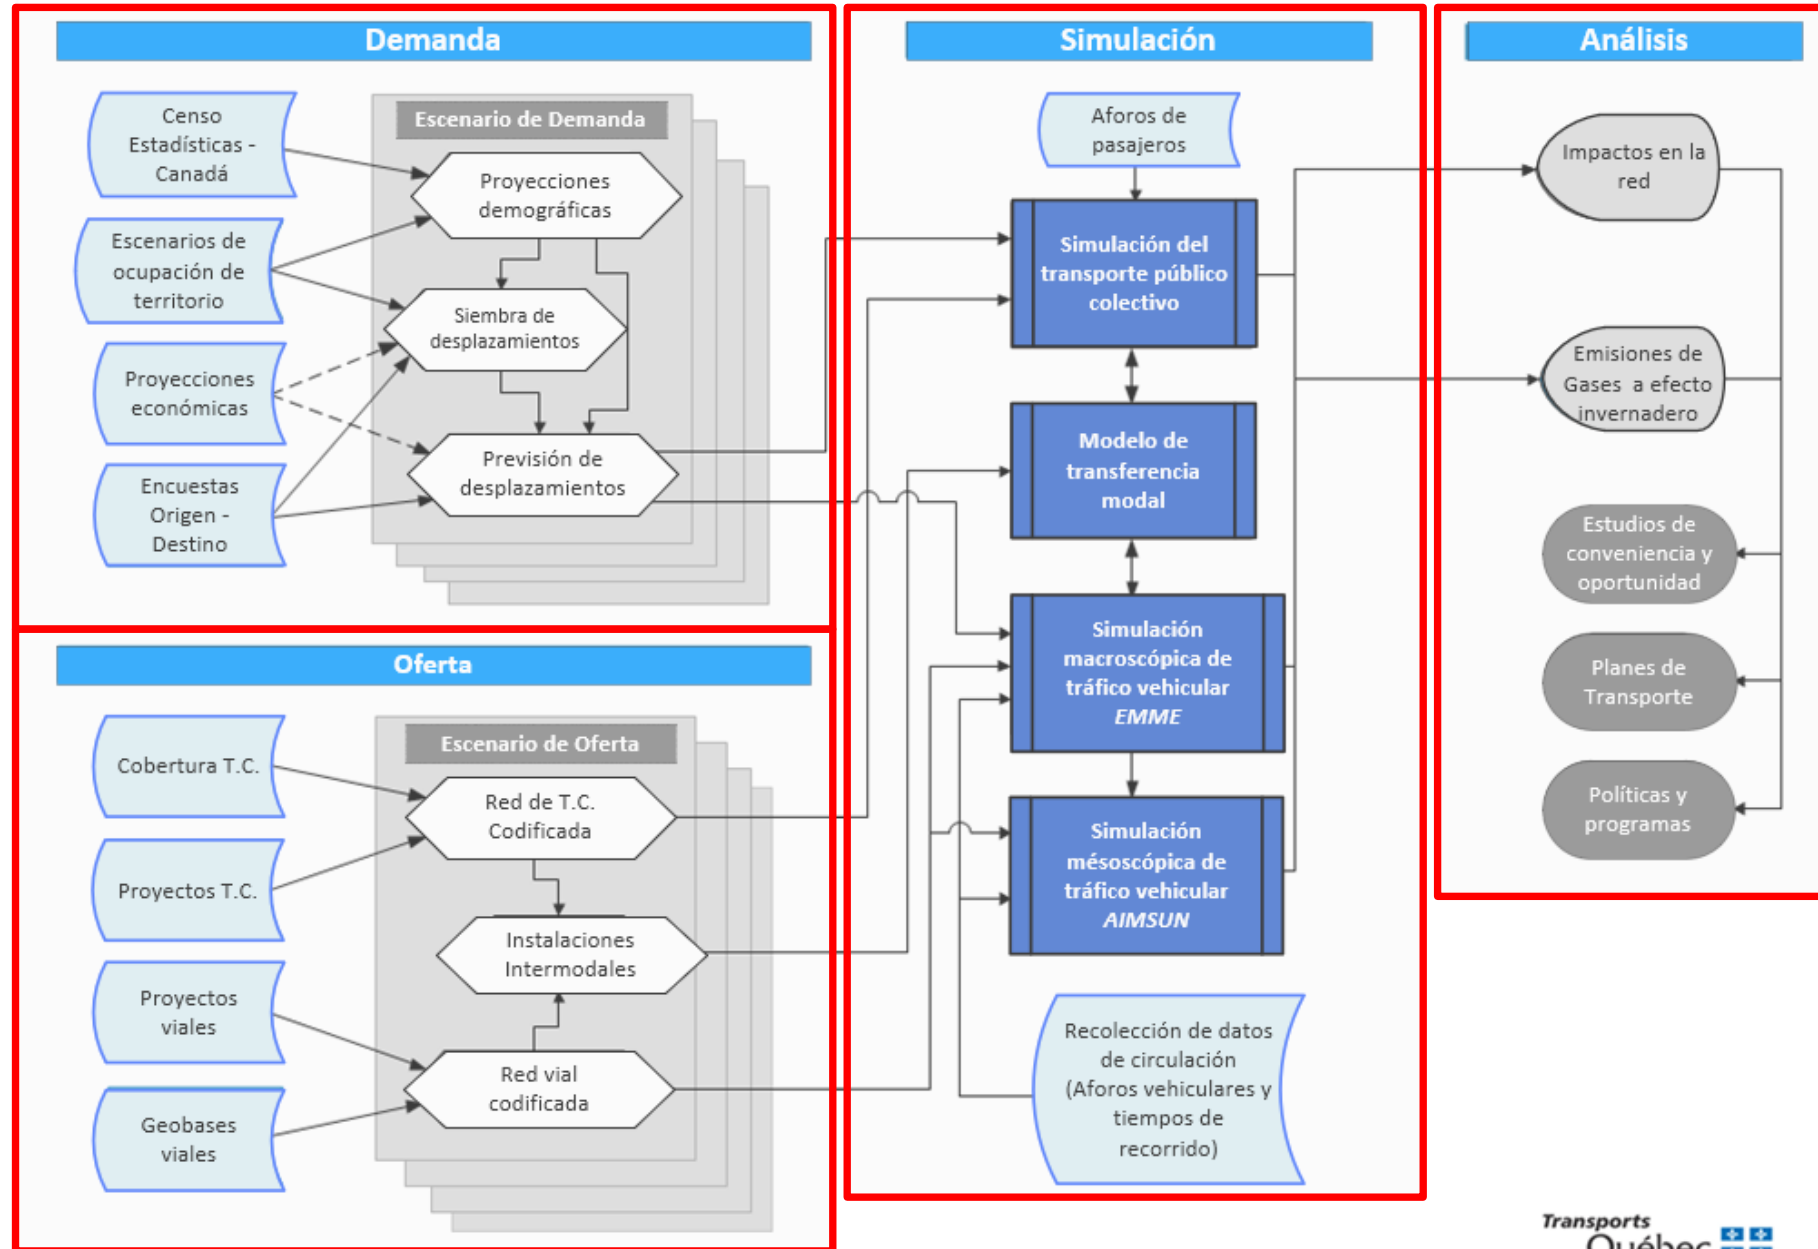 Demanda
Censo
Estadísticas -
Canadá
Escenarios de
ocupación de
territorio
Proyecciones
económicas
Encuestas
Origen -
Destino
Escenario de Demanda
Proyecciones
demográficas
Siembra de
desplazamientos
Previsión de
desplazamientos
Oferta
Cobertura T.C.
Proyectos T.C.
Proyectos
viales
Geobases
viales
Escenario de Oferta
Red de T.C.
Codificada
Instalaciones
Intermodales
Red vial
codificada
Simulación
Aforos de
pasajeros
Simulación del
transporte público
colectivo
Modelo de
transferencia
modal
Simulación
macroscópica de
tráfico vehicular
EMME
Simulación
mésoscópica de
tráfico vehicular
AIMSUN
Recolección de datos
de circulación
(Aforos vehiculares y
tiempos de
recorrido)
Análisis
Impactos en la
red
Emisiones de
Gases a efecto
invernadero
Estudios de
conveniencia y
oportunidad
Planes de
Transporte
Políticas y
programas
Transports
Québec